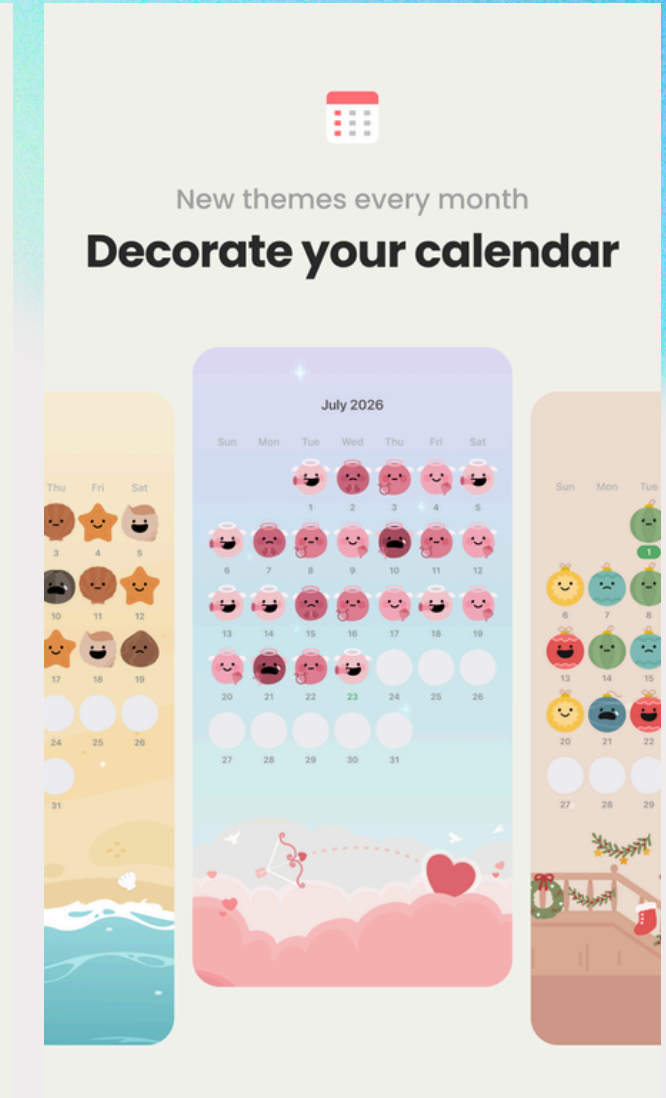 New themes every month
Decorate your calendar
July 2026
Sun Mon Tue Wed Thu Fri Sat
1 2 3 4 5
6 7 8 9 10 11 12
13 14 15 16 17 18 19
20 21 22 23 24 25 26
27 28 29 30 31
Thu Fri Sat
3 4 5
10 11 12
17 18 19
24 25 26
31
Sun Mon Tue
1
6 7 8
13 14 15
20 21 22
27 28 29